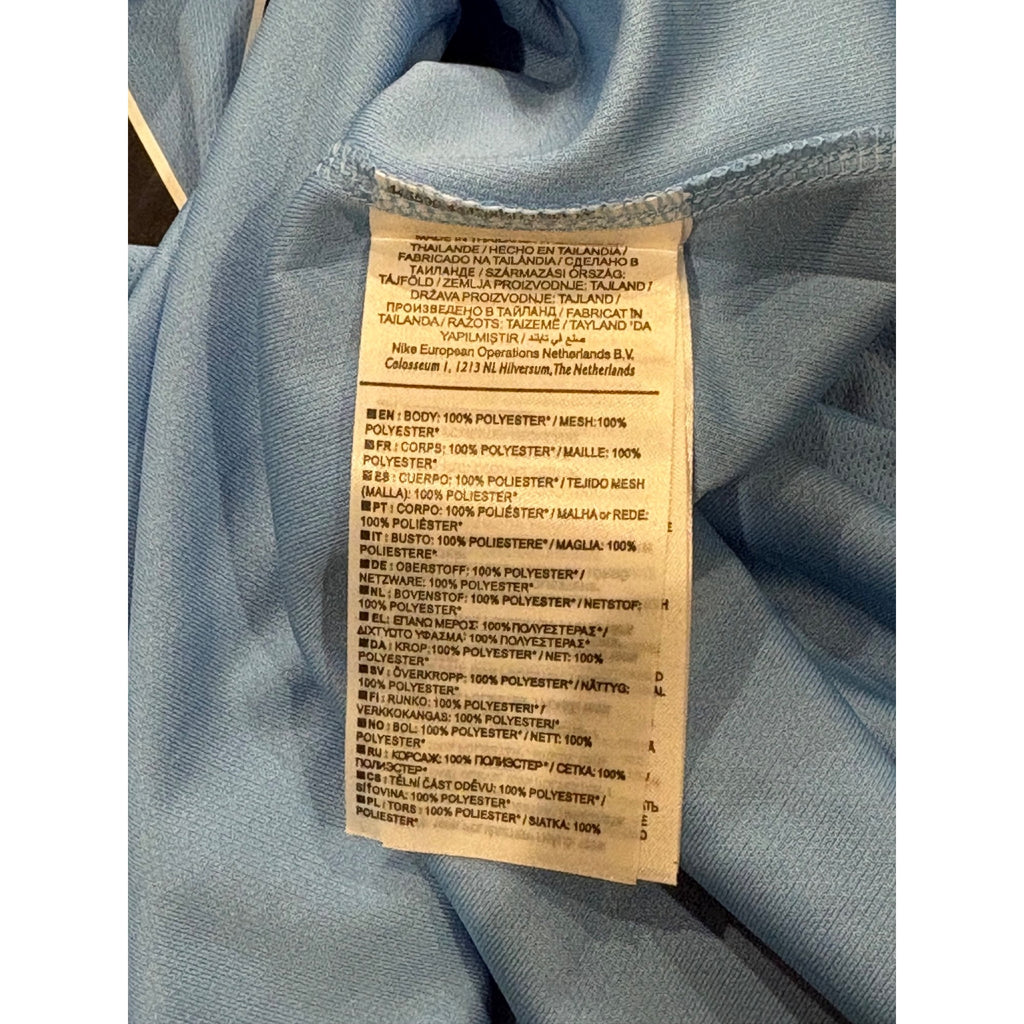 MADE IN THAILAND
THAILANDE / HECHO EN TAILANDIA /
FABRICADO NA TAILÂNDIA / СДЕЛАНО В
ТАИЛАНДЕ / SZÁRMAZÁSI ORSZÁG:
TÁJFÖLD / ZEMLJA PROIZVODNJE: TAJLAND /
DRŽAVA PROIZVODNJE: TAJLAND /
ПРОИЗВЕДЕНО В ТАЙЛАНД / FABRICAT ÎN
TAILANDA / RAŽOTS: TAIZEMĒ / TAYLAND 'DA
YAPILMIŞTIR / صنع في تايلند
Nike European Operations Netherlands B.V.
Colosseum 1, 1213 NL Hilversum, The Netherlands
EN : BODY: 100% POLYESTER* / MESH:100%
POLYESTER*
FR : CORPS: 100% POLYESTER* / MAILLE: 100%
POLYESTER*
ES : CUERPO: 100% POLIESTER* / TEJIDO MESH
(MALLA): 100% POLIESTER*
PT : CORPO: 100% POLIÉSTER* / MALHA or REDE:
100% POLIÉSTER*
IT : BUSTO: 100% POLIESTERE* / MAGLIA: 100%
POLIESTERE*
DE : OBERSTOFF: 100% POLYESTER* /
NETZWARE: 100% POLYESTER*
NL : BOVENSTOF: 100% POLYESTER* / NETSTOF:
100% POLYESTER*
EL: ΕΠΑΝΩ ΜΕΡΟΣ: 100% ΠΟΛΥΕΣΤΕΡΑΣ* /
ΔΙΧΤΥΩΤΟ ΥΦΑΣΜΑ: 100% ΠΟΛΥΕΣΤΕΡΑΣ*
DA : KROP:100% POLYESTER* / NET: 100%
POLYESTER*
SV : ÖVERKROPP: 100% POLYESTER* / NÄTTYG:
100% POLYESTER*
FI : RUNKO: 100% POLYESTERI* /
VERKKOKANGAS: 100% POLYESTERI*
NO : BOL: 100% POLYESTER* / NETT: 100%
POLYESTER*
RU : КОРСАЖ: 100% ПОЛИЭСТЕР* / СЕТКА: 100%
ПОЛИЭСТЕР*
CS : TĚLNÍ ČÁST ODĚVU: 100% POLYESTER* /
SÍŤOVINA: 100% POLYESTER*
PL : TORS : 100% POLIESTER* / SIATKA: 100%
POLIESTER*